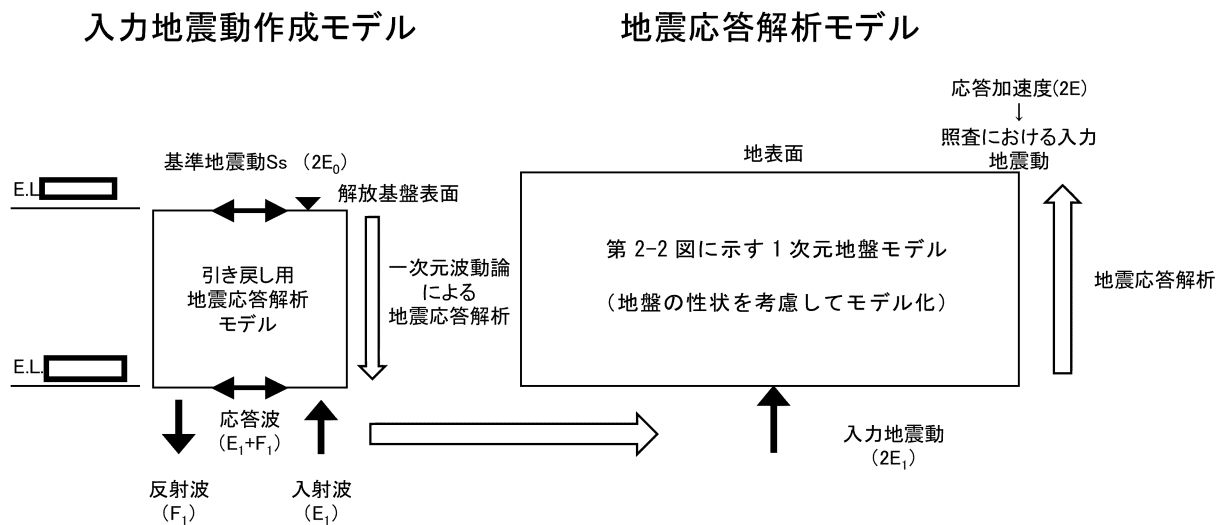 入力地震動作成モデル
地震応答解析モデル
応答加速度(2E)
↓
照査における入力
地震動
基準地震動Ss (2E₀)
地表面
E.L.
解放基盤表面
引き戻し用
地震応答解析
モデル
一次元波動論
による
地震応答解析
第 2-2 図に示す 1 次元地盤モデル
（地盤の性状を考慮してモデル化）
地震応答解析
E.L.
応答波
(E₁+F₁)
入力地震動
(2E₁)
反射波
(F₁)
入射波
(E₁)